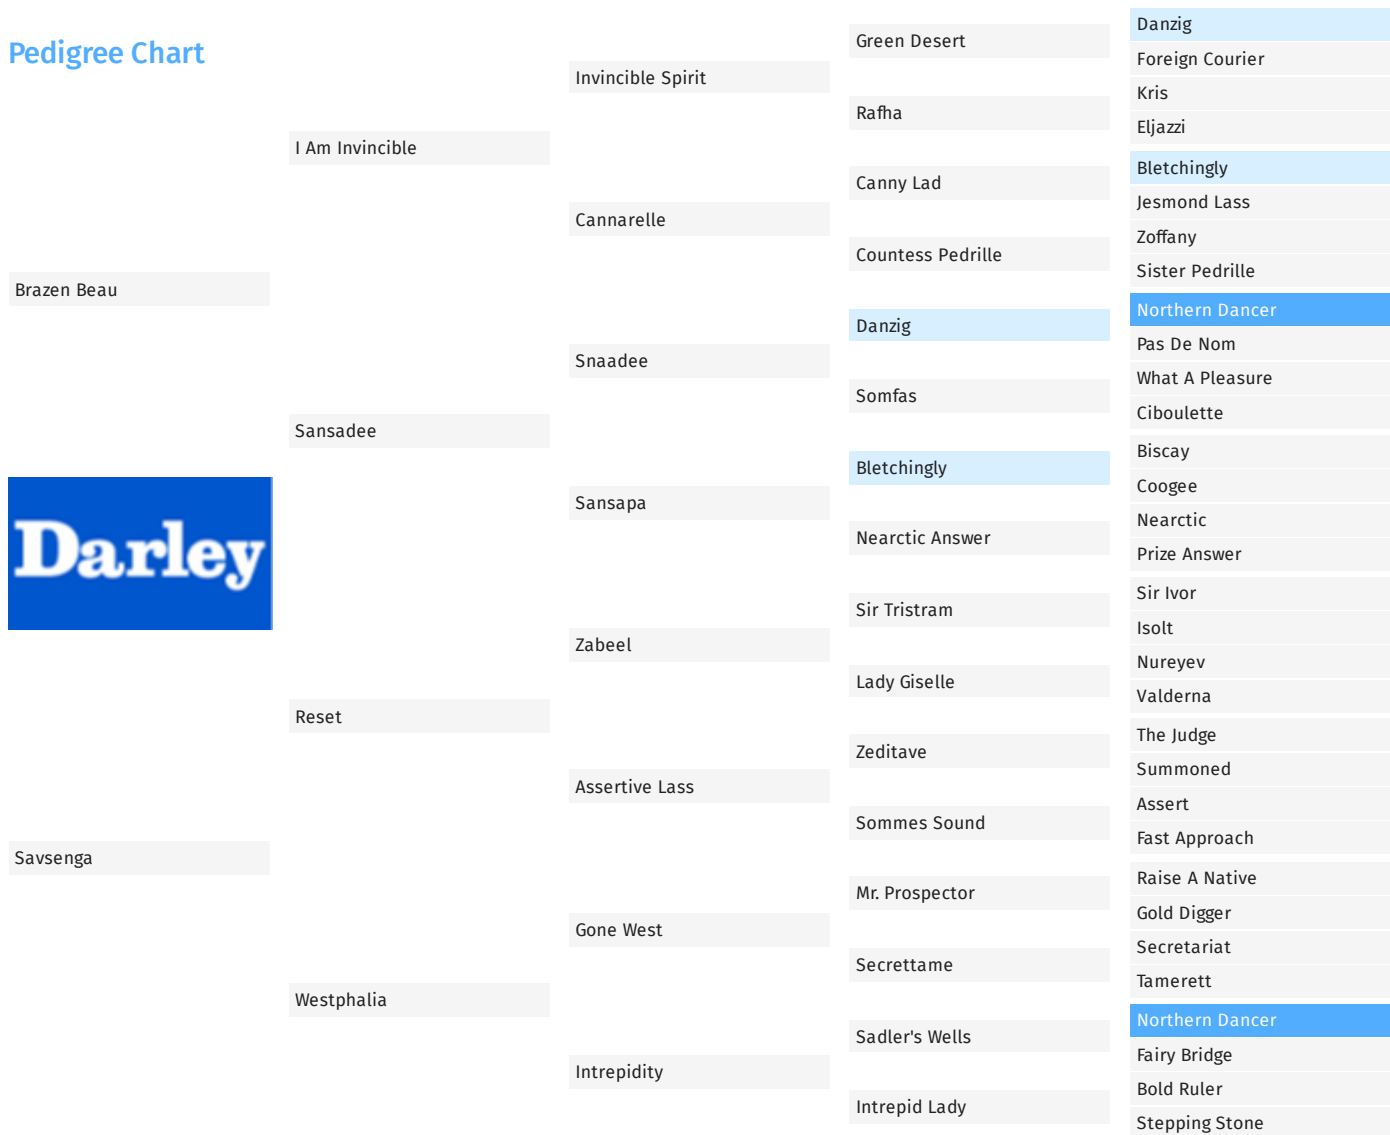 Pedigree Chart
Brazen Beau
Darley
Savsenga
I Am Invincible
Sansadee
Reset
Westphalia
Invincible Spirit
Cannarelle
Snaadee
Sansapa
Zabeel
Assertive Lass
Gone West
Intrepidity
Green Desert
Rafha
Canny Lad
Countess Pedrille
Danzig
Somfas
Bletchingly
Nearctic Answer
Sir Tristram
Lady Giselle
Zeditave
Sommes Sound
Mr. Prospector
Secrettame
Sadler's Wells
Intrepid Lady
Danzig
Foreign Courier
Kris
Eljazzi
Bletchingly
Jesmond Lass
Zoffany
Sister Pedrille
Northern Dancer
Pas De Nom
What A Pleasure
Ciboulette
Biscay
Coogee
Nearctic
Prize Answer
Sir Ivor
Isolt
Nureyev
Valderna
The Judge
Summoned
Assert
Fast Approach
Raise A Native
Gold Digger
Secretariat
Tamerett
Northern Dancer
Fairy Bridge
Bold Ruler
Stepping Stone